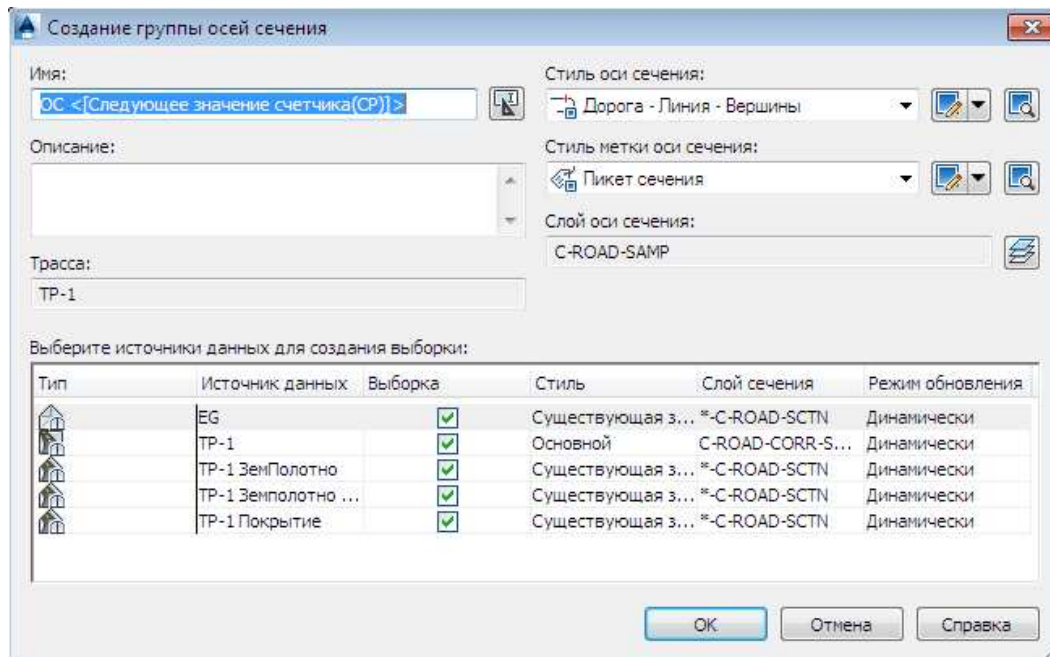 Создание группы осей сечения
Имя:
ОС <[Следующее значение счетчика(СР)]>
Описание:
Трасса:
ТР-1
Стиль оси сечения:
Дорога - Линия - Вершины
Стиль метки оси сечения:
Пикет сечения
Слой оси сечения:
C-ROAD-SAMP
Выберите источники данных для создания выборки:
Тип Источник данных Выборка Стиль Слой сечения Режим обновления
EG Существующая з... *-C-ROAD-SCTN Динамически
ТР-1 Основной C-ROAD-CORR-S... Динамически
ТР-1 ЗемПолотно Существующая з... *-C-ROAD-SCTN Динамически
ТР-1 Земполотно ... Существующая з... *-C-ROAD-SCTN Динамически
ТР-1 Покрытие Существующая з... *-C-ROAD-SCTN Динамически
OK Отмена Справка